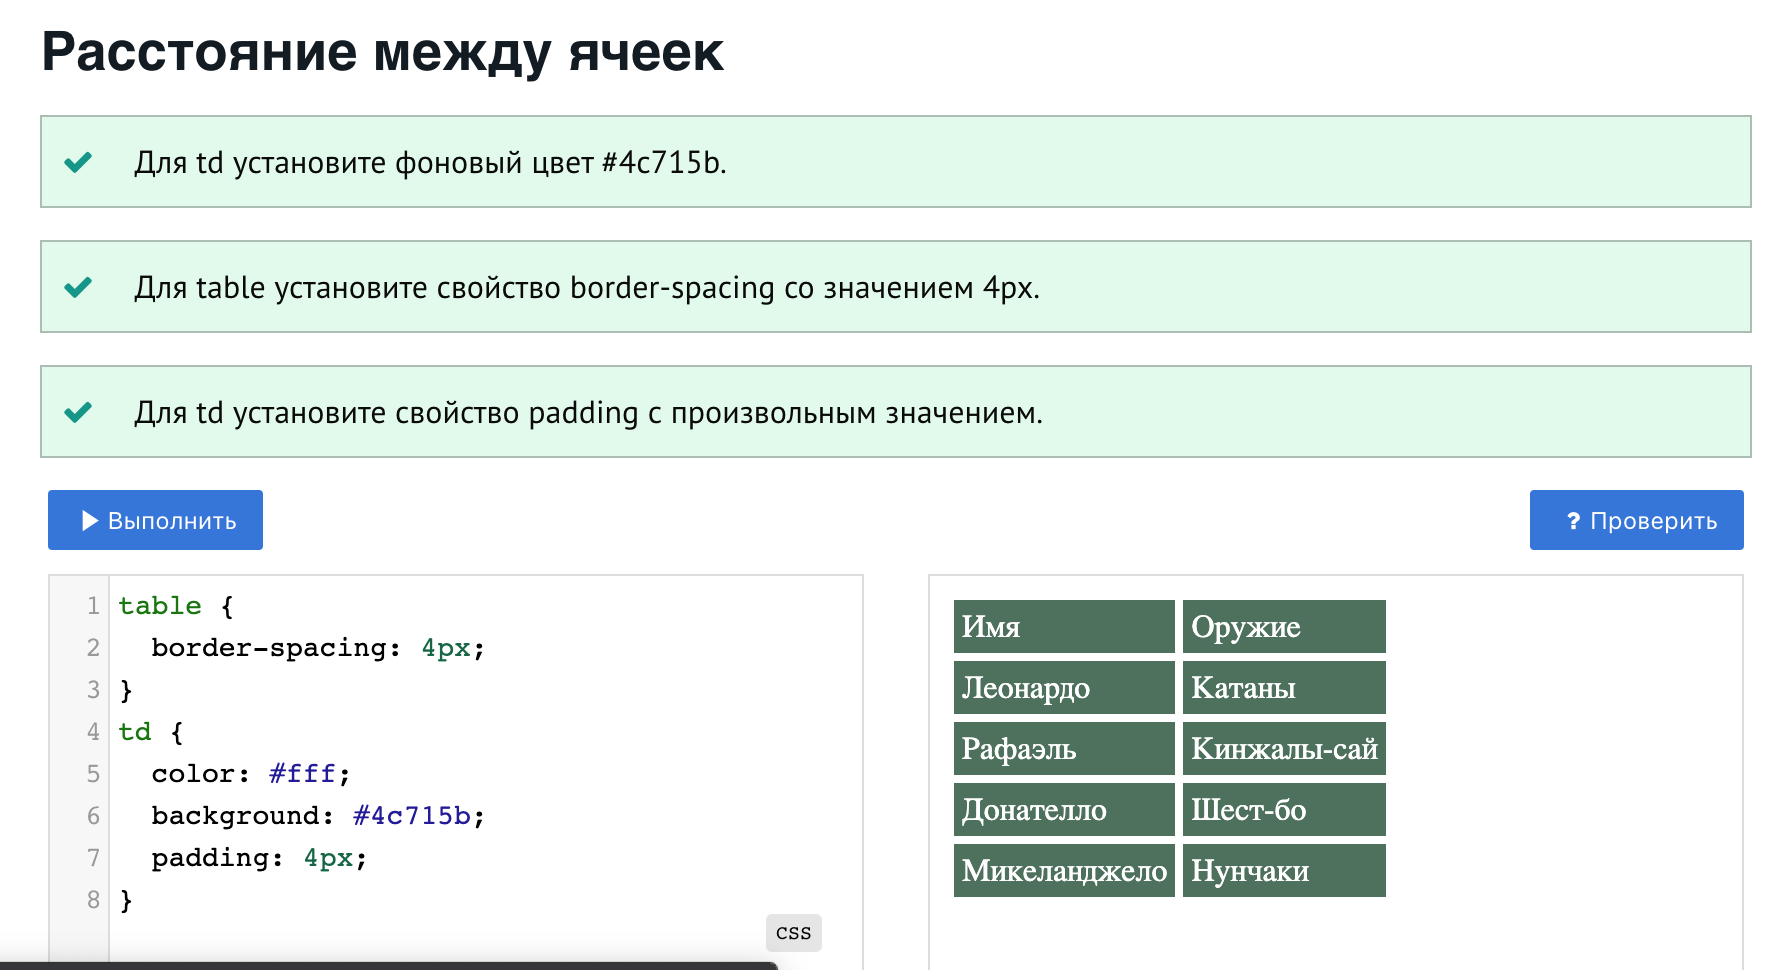 Расстояние между ячеек
Для td установите фоновый цвет #4c715b.
Для table установите свойство border-spacing со значением 4px.
Для td установите свойство padding с произвольным значением.
Выполнить
? Проверить
1 table {
2 border-spacing: 4px;
3 }
4 td {
5 color: #fff;
6 background: #4c715b;
7 padding: 4px;
8 }
css
Имя Оружие
Леонардо Катаны
Рафаэль Кинжалы-сай
Донателло Шест-бо
Микеланджело Нунчаки